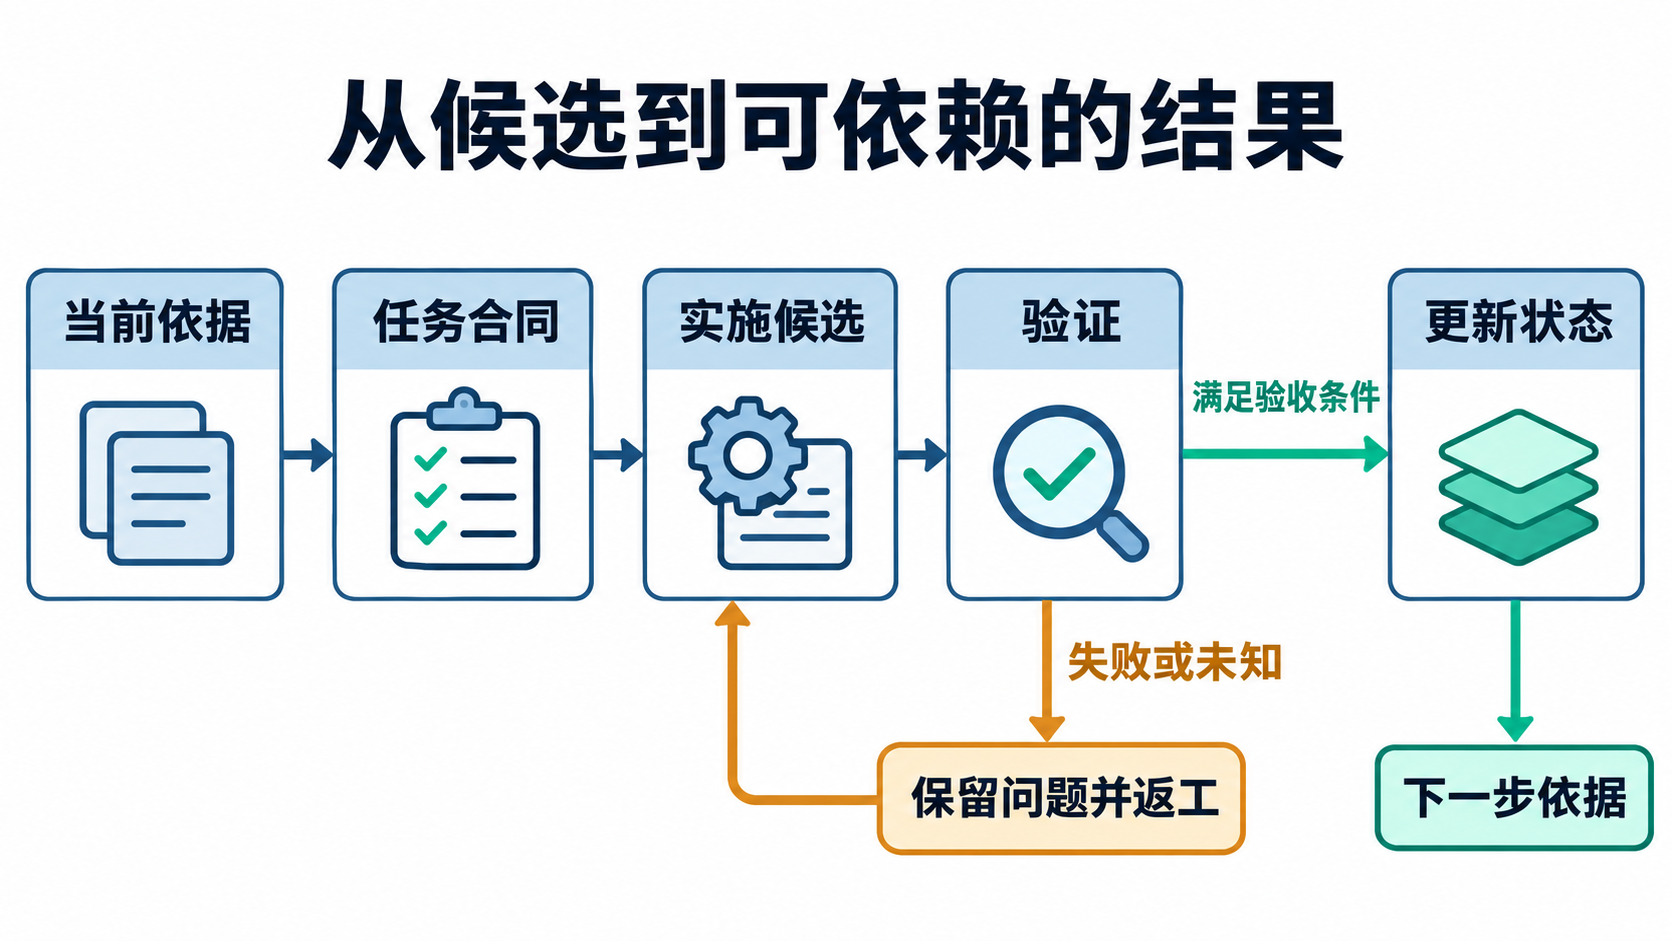 从候选到可依赖的结果
当前依据
任务合同
实施候选
验证
更新状态
满足验收条件
失败或未知
保留问题并返工
下一步依据